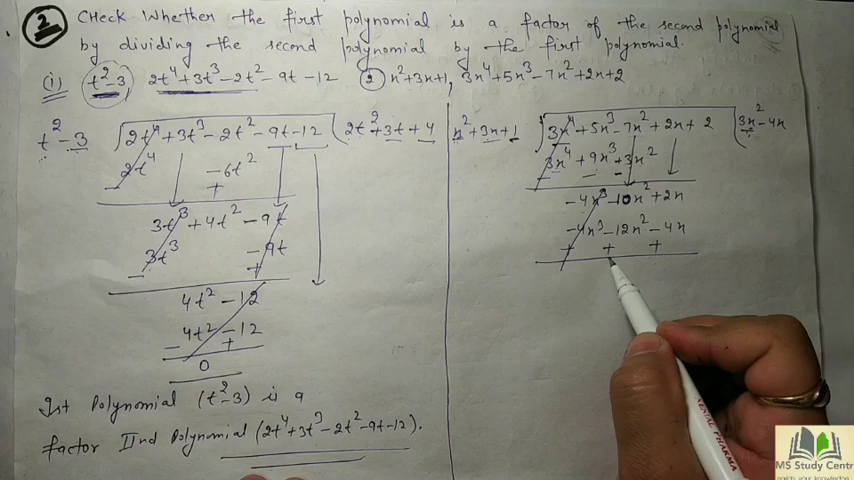 2 Check Whether the first polynomial is a factor of the second polynomial
by dividing the second polynomial by the first polynomial.
(i) t²-3, 2t⁴+3t³-2t²-9t-12 (2) x²+3x+1, 3x⁴+5x³-7x²+2x+2
t²-3 ) 2t⁴+3t³-2t²-9t-12 ( 2t²+3t+4
2t⁴ -6t²
- +
3t³+4t²-9t
3t³ -9t
- +
4t²-12
4t²-12
- +
0
Ist Polynomial (t²-3) is a
factor IInd Polynomial (2t⁴+3t³-2t²-9t-12).
x²+3x+1 ) 3x⁴+5x³-7x²+2x+2 ( 3x²-4x
3x⁴+9x³+3x²
- - -
-4x³-10x²+2x
-4x³-12x²-4x
+ + +
RENIAL PHARMA
MS Study Centr